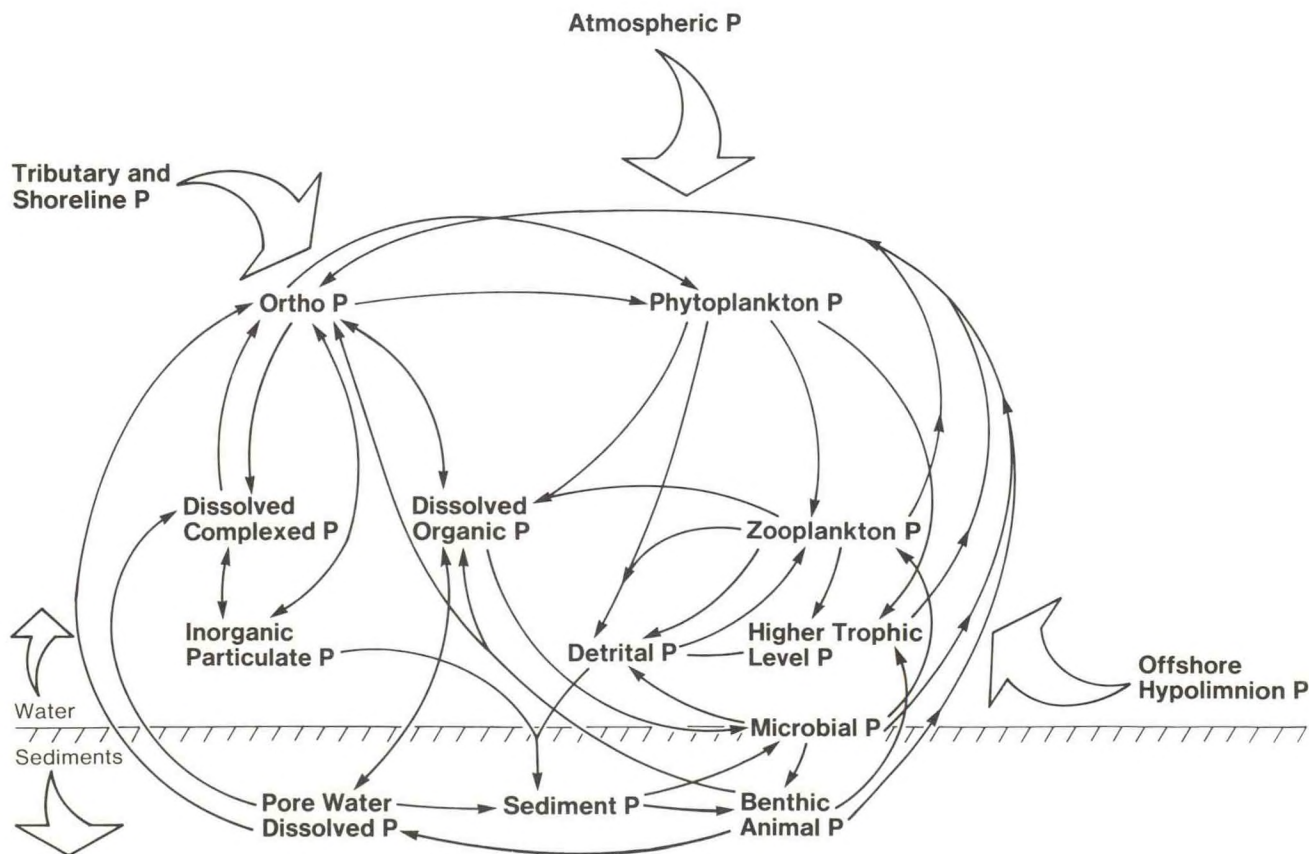 Atmospheric P
Tributary and
Shoreline P
Ortho P
Phytoplankton P
Dissolved
Complexed P
Dissolved
Organic P
Zooplankton P
Inorganic
Particulate P
Detrital P
Higher Trophic
Level P
Offshore
Hypolimnion P
Water
Microbial P
Sediments
Pore Water
Dissolved P
Sediment P
Benthic
Animal P